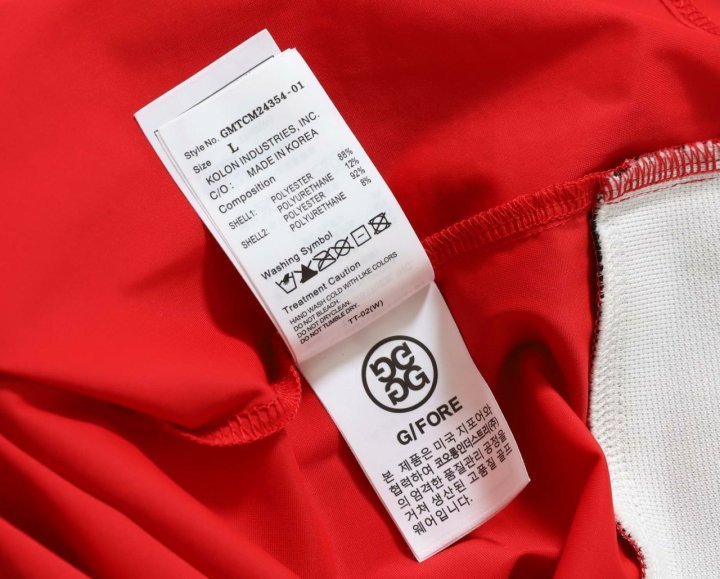 Style No. GMTCM24354-01
Size L
KOLON INDUSTRIES, INC.
C/O : MADE IN KOREA
Composition
SHELL1: POLYESTER 88%
POLYURETHANE 12%
SHELL2: POLYESTER 92%
POLYURETHANE 8%
Washing Symbol
Treatment Caution
HAND WASH COLD WITH LIKE COLORS
DO NOT BLEACH.
DO NOT DRYCLEAN.
DO NOT TUMBLE DRY.
TT-02(W)
G/FORE
본 제품은 미국 지포어와
협력하여 코오롱인더스트리(주)
의 엄격한 품질관리 공정을
거쳐 생산된 고품질 골프
웨어입니다.